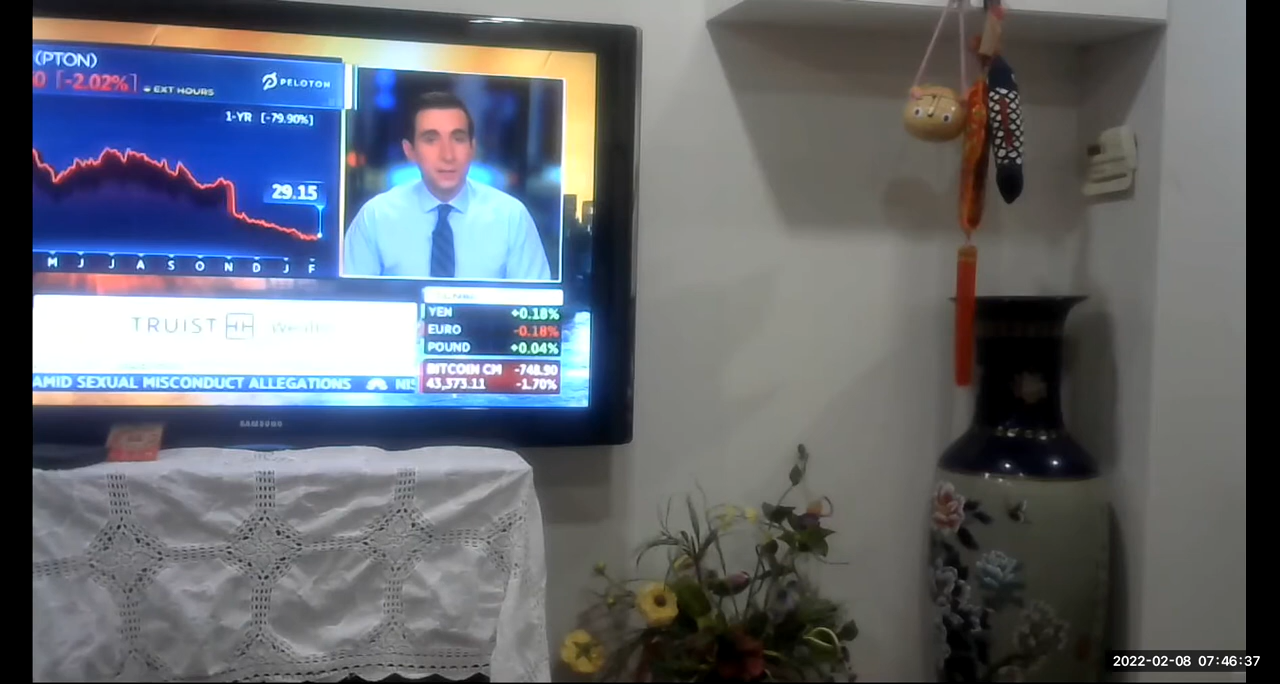 (PTON)
0 [-2.02%] EXT HOURS
PELOTON
1-YR [-79.90%]
29.15
M J J A S O N D J F
TRUIST HH
YEN +0.18%
EURO -0.18%
POUND +0.04%
BITCOIN CM -748.90
43,373.11 -1.70%
AMID SEXUAL MISCONDUCT ALLEGATIONS
SAMSUNG
2022-02-08 07:46:37